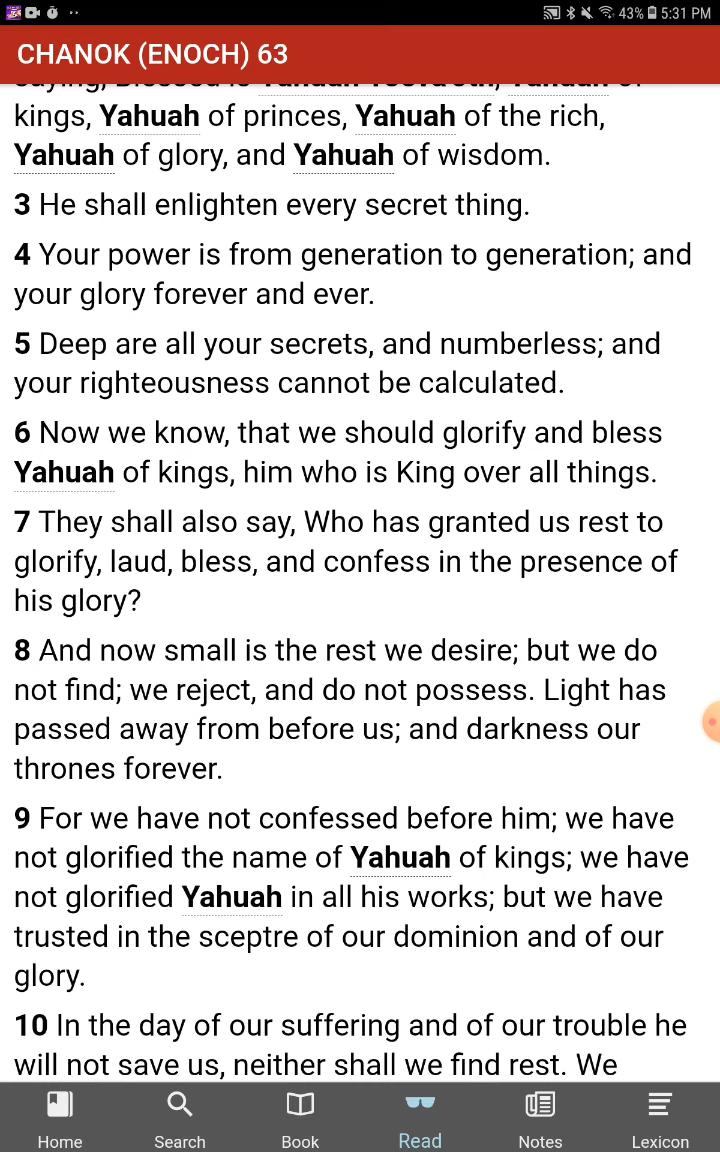 43% 5:31 PM
CHANOK (ENOCH) 63
kings, Yahuah of princes, Yahuah of the rich,
Yahuah of glory, and Yahuah of wisdom.
3 He shall enlighten every secret thing.
4 Your power is from generation to generation; and
your glory forever and ever.
5 Deep are all your secrets, and numberless; and
your righteousness cannot be calculated.
6 Now we know, that we should glorify and bless
Yahuah of kings, him who is King over all things.
7 They shall also say, Who has granted us rest to
glorify, laud, bless, and confess in the presence of
his glory?
8 And now small is the rest we desire; but we do
not find; we reject, and do not possess. Light has
passed away from before us; and darkness our
thrones forever.
9 For we have not confessed before him; we have
not glorified the name of Yahuah of kings; we have
not glorified Yahuah in all his works; but we have
trusted in the sceptre of our dominion and of our
glory.
10 In the day of our suffering and of our trouble he
will not save us, neither shall we find rest. We
Home Search Book Read Notes Lexicon